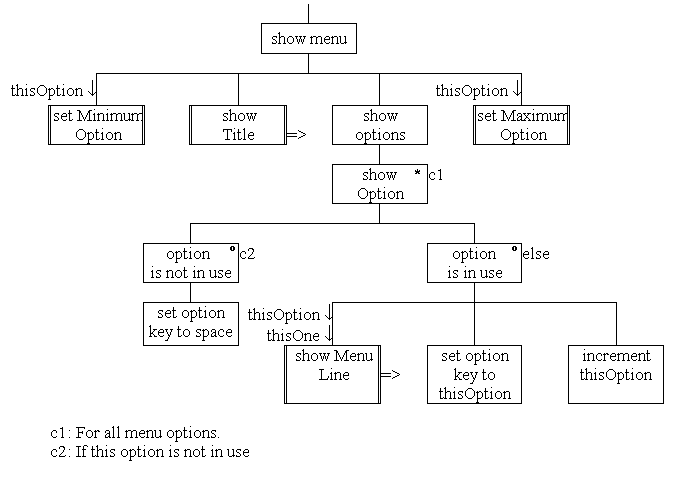 show menu
thisOption
thisOption
set Minimum
Option
show
Title
=>
show
options
set Maximum
Option
show *
Option
c1
option
is not in use
c2
option
is in use
else
set option
key to space
thisOption
thisOne
show Menu
Line
=>
set option
key to
thisOption
increment
thisOption
c1: For all menu options.
c2: If this option is not in use